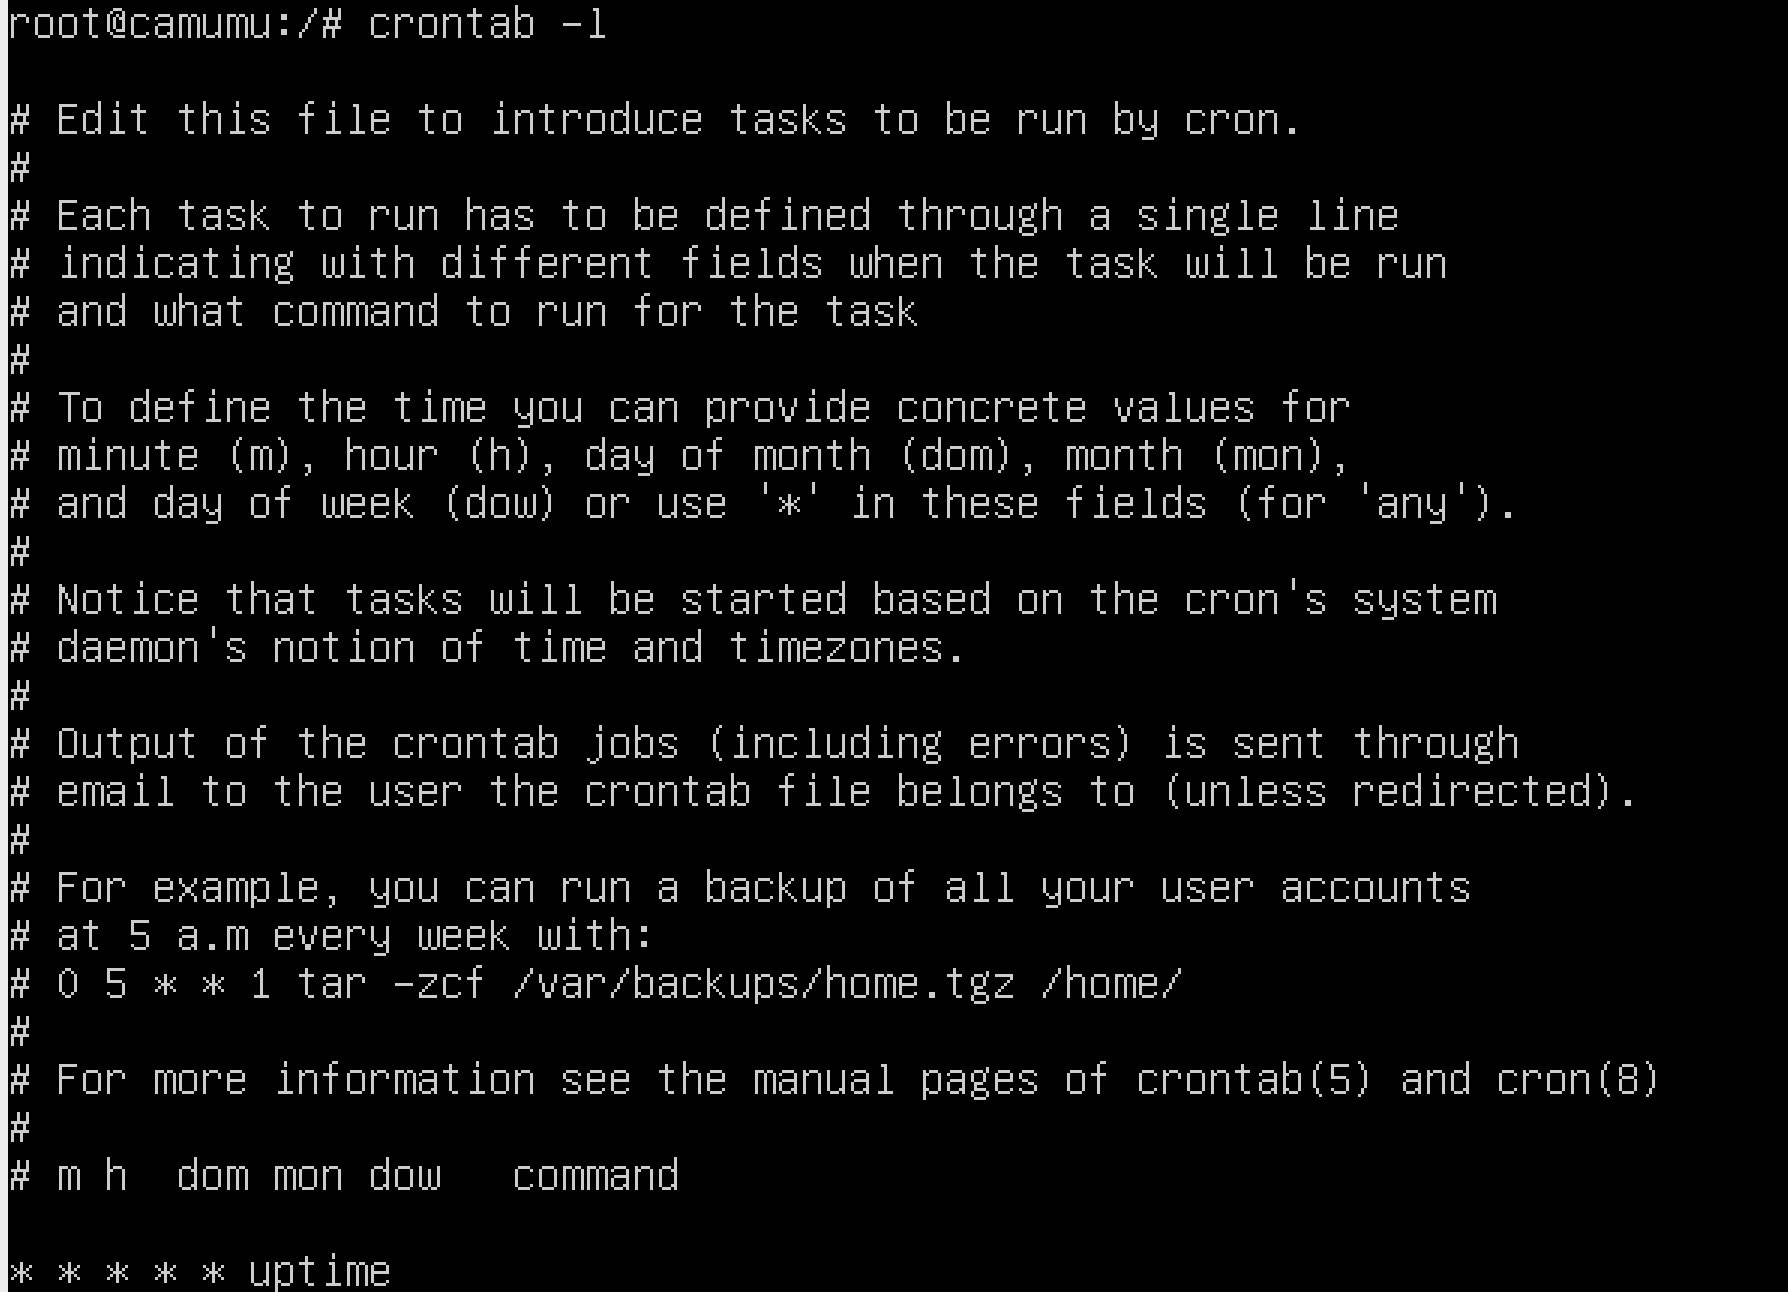 root@camumu:/# crontab -l

# Edit this file to introduce tasks to be run by cron.
#
# Each task to run has to be defined through a single line
# indicating with different fields when the task will be run
# and what command to run for the task
#
# To define the time you can provide concrete values for
# minute (m), hour (h), day of month (dom), month (mon),
# and day of week (dow) or use '*' in these fields (for 'any').
#
# Notice that tasks will be started based on the cron's system
# daemon's notion of time and timezones.
#
# Output of the crontab jobs (including errors) is sent through
# email to the user the crontab file belongs to (unless redirected).
#
# For example, you can run a backup of all your user accounts
# at 5 a.m every week with:
# 0 5 * * 1 tar -zcf /var/backups/home.tgz /home/
#
# For more information see the manual pages of crontab(5) and cron(8)
#
# m h  dom mon dow   command

* * * * * uptime